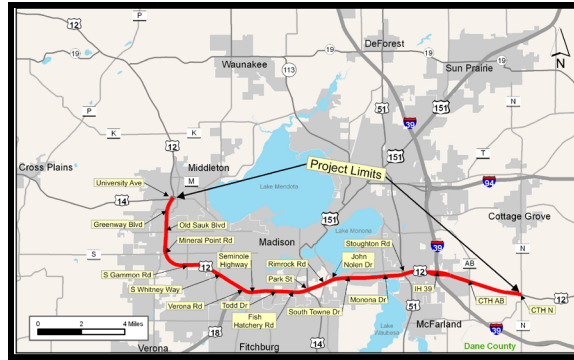 P
12
DeForest
19
19
19
Waunakee
113
Sun Prairie
N
51
151
39
P
K
K
12
N
T
151
Cross Plains
M
Middleton
Project Limits
94
University Ave
14
Lake Mendota
Cottage Grove
Greenway Blvd
151
Old Sauk Blvd
Lake Monona
N
Mineral Point Rd
Madison
Stoughton Rd
39
S
Seminole
Highway
Rimrock Rd
John
Nolen Dr
AB
S Gammon Rd
12
Park St
12
12
S Whitney Way
IH 39
CTH AB
CTH N
Verona Rd
Todd Dr
Monona Dr
Fish
Hatchery Rd
South Towne Dr
McFarland
0 2 4 Miles
18
14
Lake
Waubesa
51
39
N
Verona
Fitchburg
Dane County